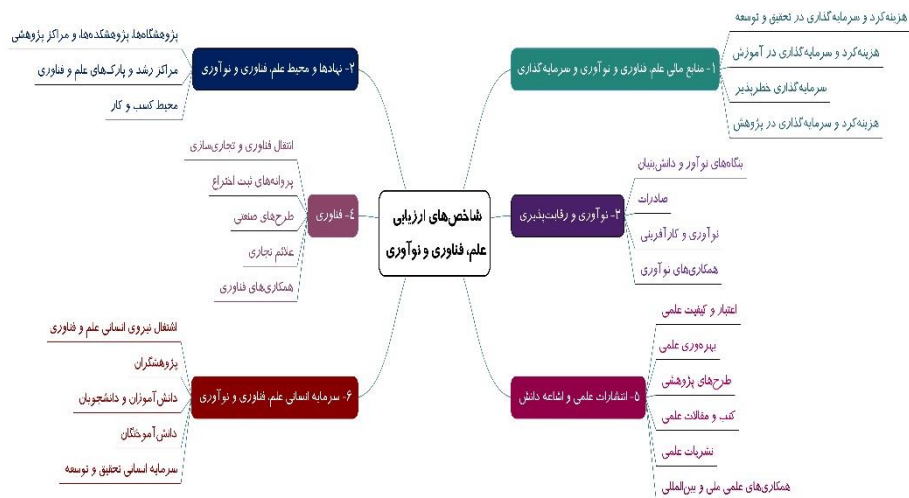 شاخص‌های ارزیابی
علم، فناوری و نوآوری
۱- منابع مالی علم، فناوری و نوآوری و سرمایه‌گذاری
هزینه‌کرد و سرمایه‌گذاری در تحقیق و توسعه
هزینه‌کرد و سرمایه‌گذاری در آموزش
سرمایه‌گذاری خطرپذیر
هزینه‌کرد و سرمایه‌گذاری در پژوهش
۲- نهادها و محیط علم، فناوری و نوآوری
پژوهشگاه‌ها، پژوهشکده‌ها، و مراکز پژوهشی
مراکز رشد و پارک‌های علم و فناوری
محیط کسب و کار
۳- نوآوری و رقابت‌پذیری
بنگاه‌های نوآور و دانش‌بنیان
صادرات
نوآوری و کارآفرینی
همکاری‌های نوآوری
۴- فناوری
انتقال فناوری و تجاری‌سازی
پروانه‌های ثبت اختراع
طرح‌های صنعتی
علائم تجاری
همکاری‌های فناوری
۵- انتشارات علمی و اشاعه دانش
اعتبار و کیفیت علمی
بهره‌وری علمی
طرح‌های پژوهشی
کتب و مقالات علمی
نشریات علمی
همکاری‌های علمی ملی و بین‌المللی
۶- سرمایه انسانی علم، فناوری و نوآوری
اشتغال نیروی انسانی علم و فناوری
پژوهشگران
دانش‌آموزان و دانشجویان
دانش‌آموختگان
سرمایه انسانی تحقیق و توسعه